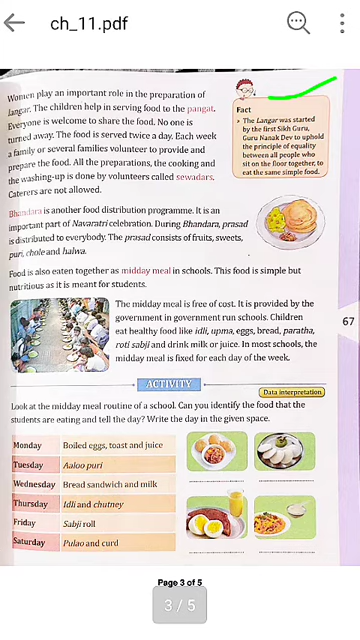 ch_11.pdf
Women play an important role in the preparation of
langar. The children help in serving food to the pangat.
Everyone is welcome to share the food. No one is
turned away. The food is served twice a day. Each week
a family or several families volunteer to provide and
prepare the food. All the preparations, the cooking and
the washing-up is done by volunteers called sewadars.
Caterers are not allowed.
Fact
The Langar was started
by the first Sikh Guru,
Guru Nanak Dev to uphold
the principle of equality
between all people who
sit on the floor together, to
eat the same simple food.
Bhandara is another food distribution programme. It is an
important part of Navaratri celebration. During Bhandara, prasad
is distributed to everybody. The prasad consists of fruits, sweets,
puri, chole and halwa.
Food is also eaten together as midday meal in schools. This food is simple but
nutritious as it is meant for students.
The midday meal is free of cost. It is provided by the
government in government run schools. Children
eat healthy food like idli, upma, eggs, bread, paratha,
roti sabji and drink milk or juice. In most schools, the
midday meal is fixed for each day of the week.
67
ACTIVITY
Data interpretation
Look at the midday meal routine of a school. Can you identify the food that the
students are eating and tell the day? Write the day in the given space.
Monday Boiled eggs, toast and juice
Tuesday Aaloo puri
Wednesday Bread sandwich and milk
Thursday Idli and chutney
Friday Sabji roll
Saturday Pulao and curd
Page 3 of 5
3 / 5